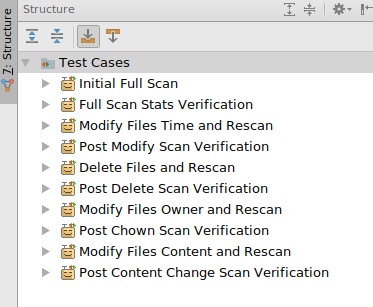 Structure
7: Structure
Test Cases
Initial Full Scan
Full Scan Stats Verification
Modify Files Time and Rescan
Post Modify Scan Verification
Delete Files and Rescan
Post Delete Scan Verification
Modify Files Owner and Rescan
Post Chown Scan Verification
Modify Files Content and Rescan
Post Content Change Scan Verification